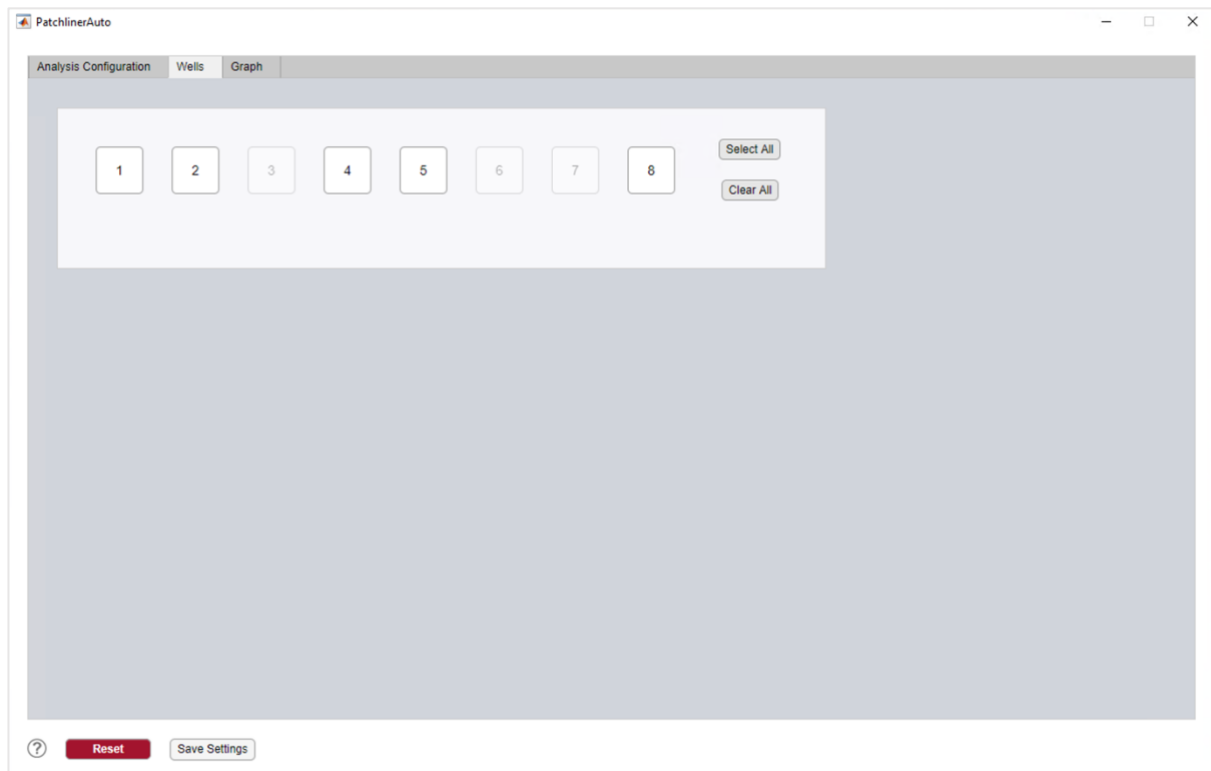 PatchlinerAuto
Analysis Configuration Wells Graph
1 2 3 4 5 6 7 8
Select All
Clear All
? Reset Save Settings